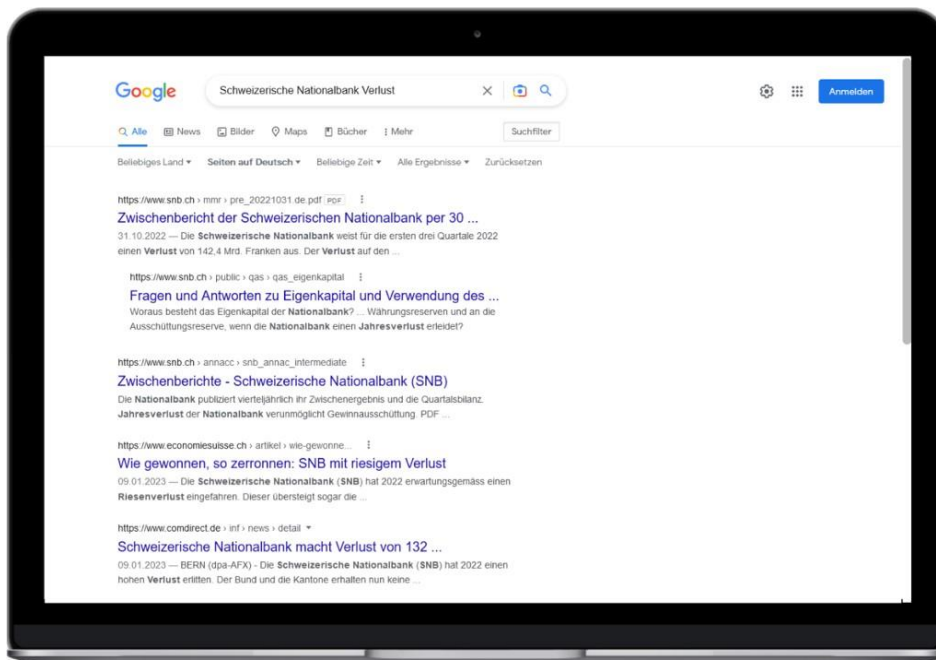 Google
Schweizerische Nationalbank Verlust
Anmelden
Alle News Bilder Maps Bücher Mehr Suchfilter
Beliebiges Land Seiten auf Deutsch Beliebige Zeit Alle Ergebnisse Zurücksetzen
https://www.snb.ch › mmr › pre_20221031.de.pdf PDF
Zwischenbericht der Schweizerischen Nationalbank per 30 ...
31.10.2022 — Die Schweizerische Nationalbank weist für die ersten drei Quartale 2022
einen Verlust von 142,4 Mrd. Franken aus. Der Verlust auf den ...
https://www.snb.ch › public › qas › qas_eigenkapital
Fragen und Antworten zu Eigenkapital und Verwendung des ...
Woraus besteht das Eigenkapital der Nationalbank? ... Währungsreserven und an die
Ausschüttungsreserve, wenn die Nationalbank einen Jahresverlust erleidet?
https://www.snb.ch › annacc › snb_annac_intermediate
Zwischenberichte - Schweizerische Nationalbank (SNB)
Die Nationalbank publiziert vierteljährlich ihr Zwischenergebnis und die Quartalsbilanz.
Jahresverlust der Nationalbank verunmöglicht Gewinnausschüttung. PDF ...
https://www.economiesuisse.ch › artikel › wie-gewonne...
Wie gewonnen, so zerronnen: SNB mit riesigem Verlust
09.01.2023 — Die Schweizerische Nationalbank (SNB) hat 2022 erwartungsgemäss einen
Riesenverlust eingefahren. Dieser übersteigt sogar die ...
https://www.comdirect.de › inf › news › detail
Schweizerische Nationalbank macht Verlust von 132 ...
09.01.2023 — BERN (dpa-AFX) - Die Schweizerische Nationalbank (SNB) hat 2022 einen
hohen Verlust erlitten. Der Bund und die Kantone erhalten nun keine ...